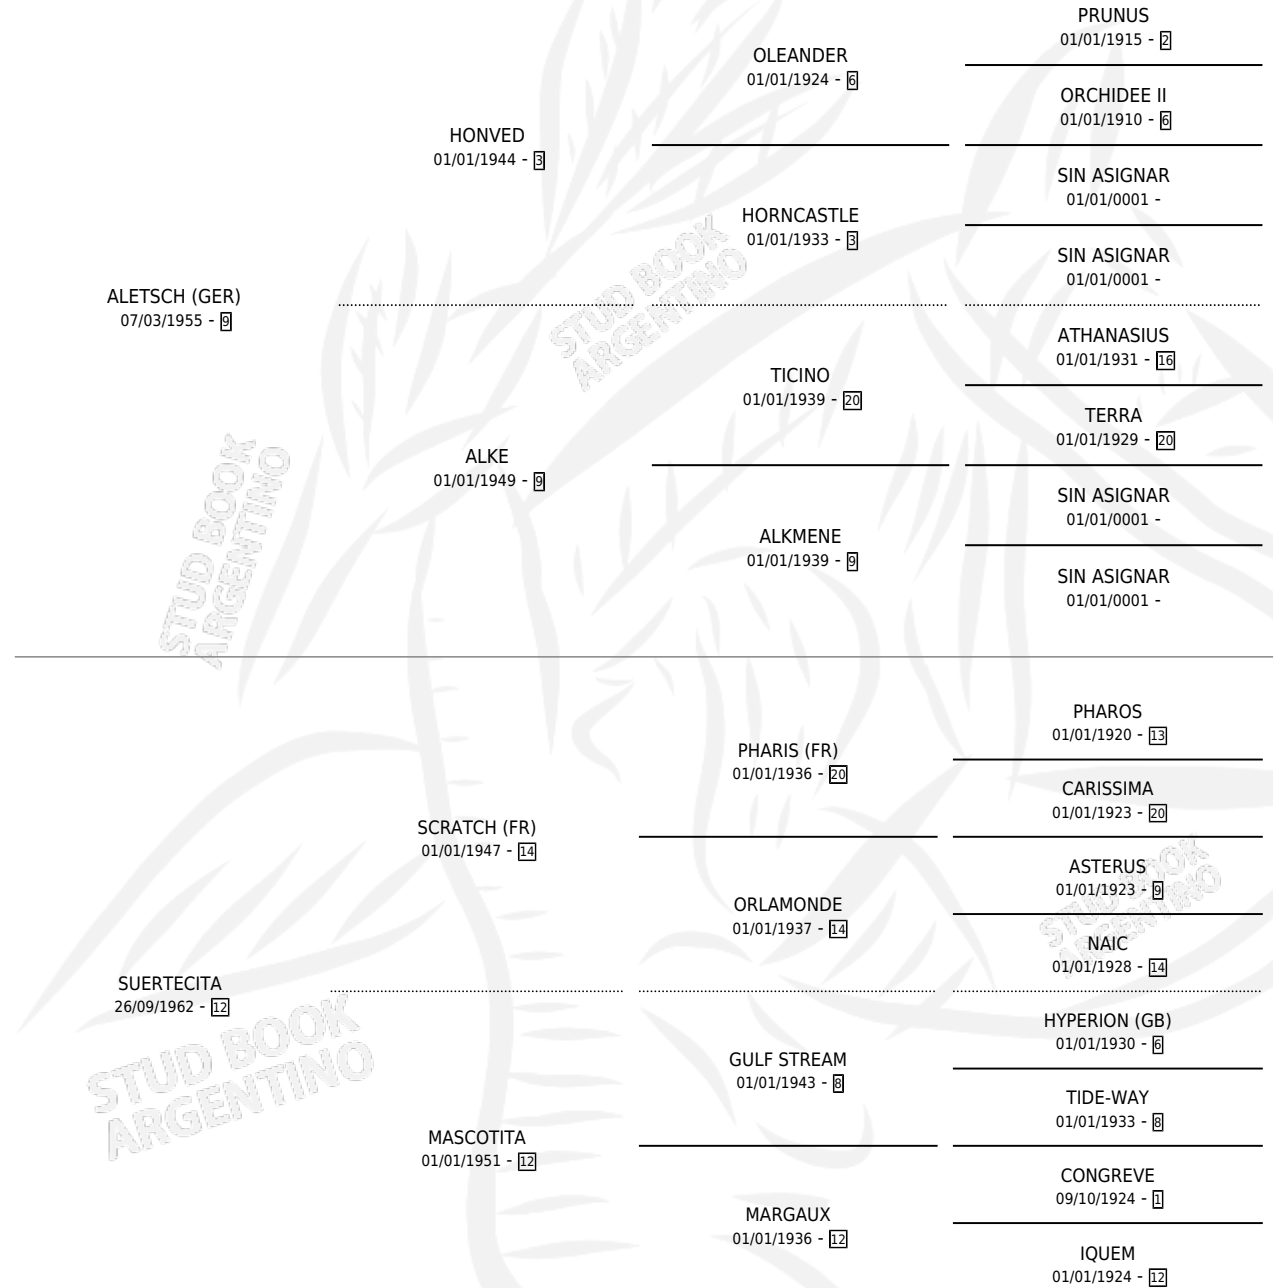 PRUNUS
01/01/1915 - 2
OLEANDER
01/01/1924 - 6
ORCHIDEE II
01/01/1910 - 6
HONVED
01/01/1944 - 3
SIN ASIGNAR
01/01/0001 -
HORNCASTLE
01/01/1933 - 3
SIN ASIGNAR
01/01/0001 -
STUD BOOK
ARGENTINO
ALETSCH (GER)
07/03/1955 - 9
ATHANASIUS
01/01/1931 - 16
TICINO
01/01/1939 - 20
TERRA
01/01/1929 - 20
ALKE
01/01/1949 - 9
SIN ASIGNAR
01/01/0001 -
ALKMENE
01/01/1939 - 9
SIN ASIGNAR
01/01/0001 -
STUD BOOK
ARGENTINO
PHAROS
01/01/1920 - 13
PHARIS (FR)
01/01/1936 - 20
CARISSIMA
01/01/1923 - 20
SCRATCH (FR)
01/01/1947 - 14
ASTERUS
01/01/1923 - 9
ORLAMONDE
01/01/1937 - 14
NAIC
01/01/1928 - 14
STUD BOOK
ARGENTINO
SUERTECITA
26/09/1962 - 12
HYPERION (GB)
01/01/1930 - 6
GULF STREAM
01/01/1943 - 8
TIDE-WAY
01/01/1933 - 8
STUD BOOK
ARGENTINO
MASCOTITA
01/01/1951 - 12
CONGREVE
09/10/1924 - 1
MARGAUX
01/01/1936 - 12
IQUEM
01/01/1924 - 12